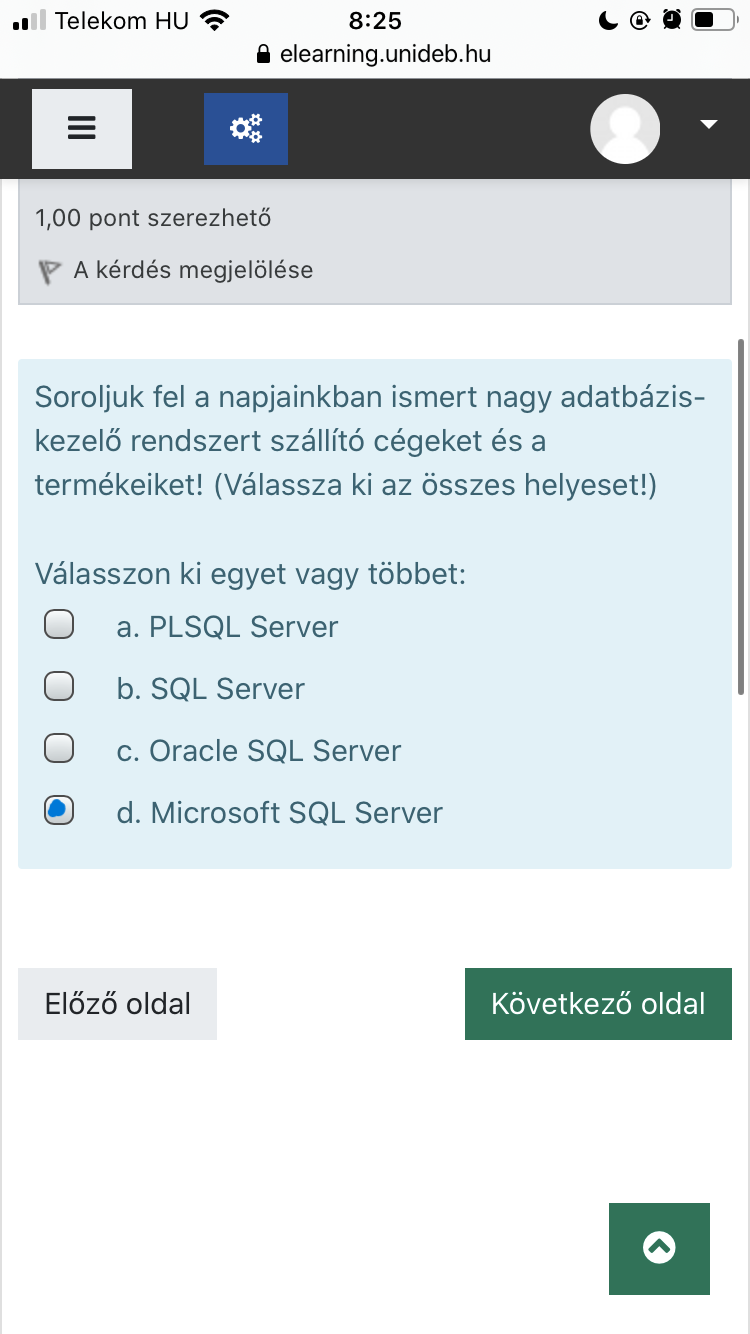 Telekom HU
8:25
elearning.unideb.hu
1,00 pont szerezhető
A kérdés megjelölése
Soroljuk fel a napjainkban ismert nagy adatbázis-
kezelő rendszert szállító cégeket és a
termékeiket! (Válassza ki az összes helyeset!)
Válasszon ki egyet vagy többet:
a. PLSQL Server
b. SQL Server
c. Oracle SQL Server
d. Microsoft SQL Server
Előző oldal
Következő oldal